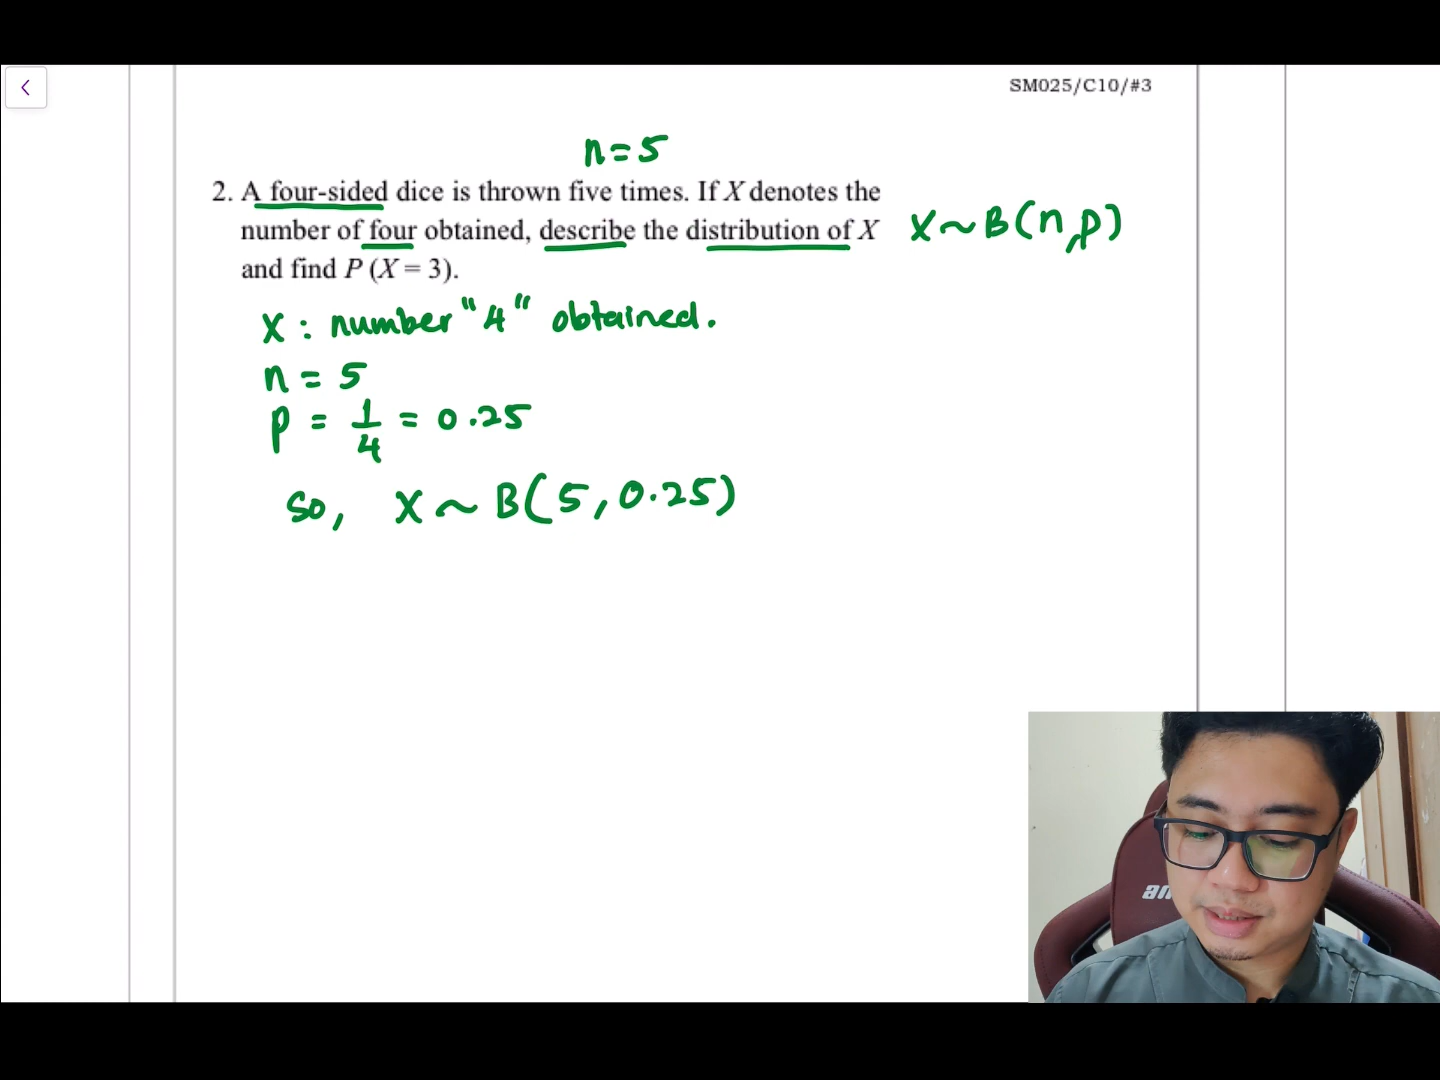 SM025/C10/#3
n = 5
2. A four-sided dice is thrown five times. If X denotes the
number of four obtained, describe the distribution of X
X ~ B(n,p)
and find P (X = 3).
X : number "4" obtained.
n = 5
p = 1/4 = 0.25
so, X ~ B(5, 0.25)